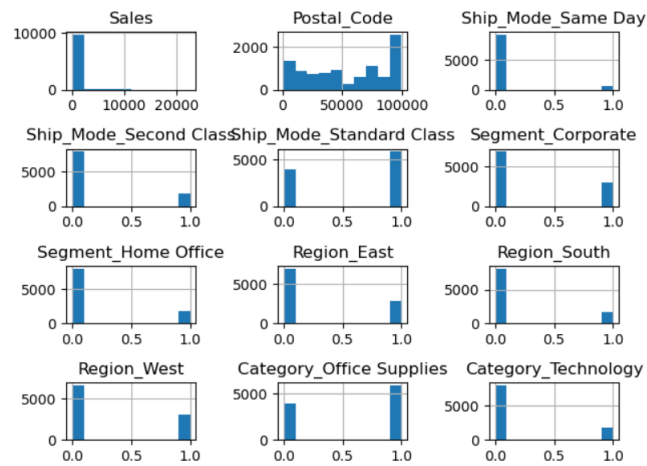 Sales Postal_Code Ship_Mode_Same Day
10000
0
0 10000 20000
2000
0
0 50000 100000
5000
0
0.0 0.5 1.0
Ship_Mode_Second Class Ship_Mode_Standard Class Segment_Corporate
5000
0
0.0 0.5 1.0
5000
0
0.0 0.5 1.0
5000
0
0.0 0.5 1.0
Segment_Home Office Region_East Region_South
5000
0
0.0 0.5 1.0
5000
0
0.0 0.5 1.0
5000
0
0.0 0.5 1.0
Region_West Category_Office Supplies Category_Technology
5000
0
0.0 0.5 1.0
5000
0
0.0 0.5 1.0
5000
0
0.0 0.5 1.0